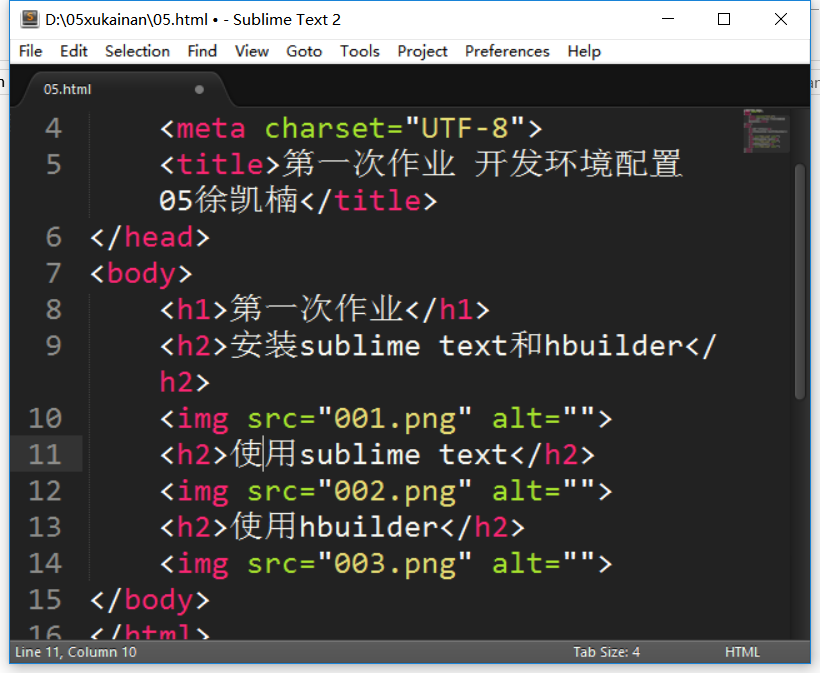 D:\05xukainan\05.html • - Sublime Text 2
File Edit Selection Find View Goto Tools Project Preferences Help
05.html
4 <meta charset="UTF-8">
5 <title>第一次作业 开发环境配置
05徐凯楠</title>
6 </head>
7 <body>
8 <h1>第一次作业</h1>
9 <h2>安装sublime text和hbuilder</
h2>
10 <img src="001.png" alt="">
11 <h2>使用sublime text</h2>
12 <img src="002.png" alt="">
13 <h2>使用hbuilder</h2>
14 <img src="003.png" alt="">
15 </body>
16 </html>
Line 11, Column 10 Tab Size: 4 HTML